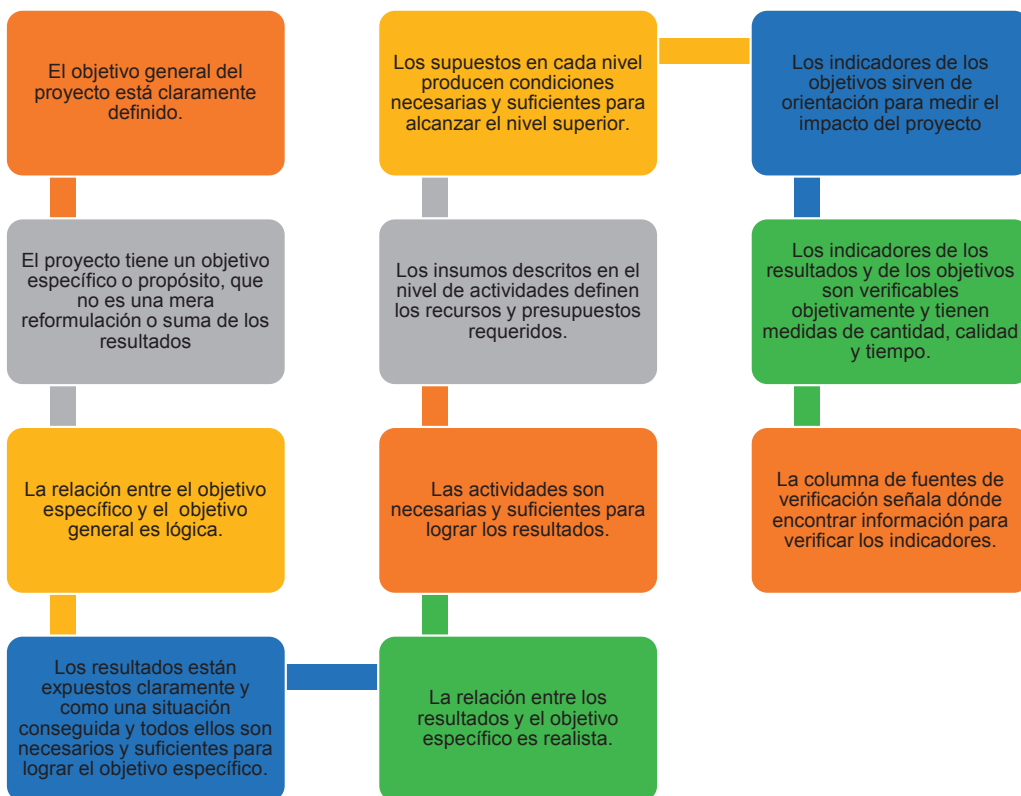 El objetivo general del
proyecto está claramente
definido.
El proyecto tiene un objetivo
específico o propósito, que
no es una mera
reformulación o suma de los
resultados
La relación entre el objetivo
específico y el objetivo
general es lógica.
Los resultados están
expuestos claramente y
como una situación
conseguida y todos ellos son
necesarios y suficientes para
lograr el objetivo específico.
La relación entre los
resultados y el objetivo
específico es realista.
Las actividades son
necesarias y suficientes para
lograr los resultados.
Los insumos descritos en el
nivel de actividades definen
los recursos y presupuestos
requeridos.
Los supuestos en cada nivel
producen condiciones
necesarias y suficientes para
alcanzar el nivel superior.
Los indicadores de los
objetivos sirven de
orientación para medir el
impacto del proyecto
Los indicadores de los
resultados y de los objetivos
son verificables
objetivamente y tienen
medidas de cantidad, calidad
y tiempo.
La columna de fuentes de
verificación señala dónde
encontrar información para
verificar los indicadores.